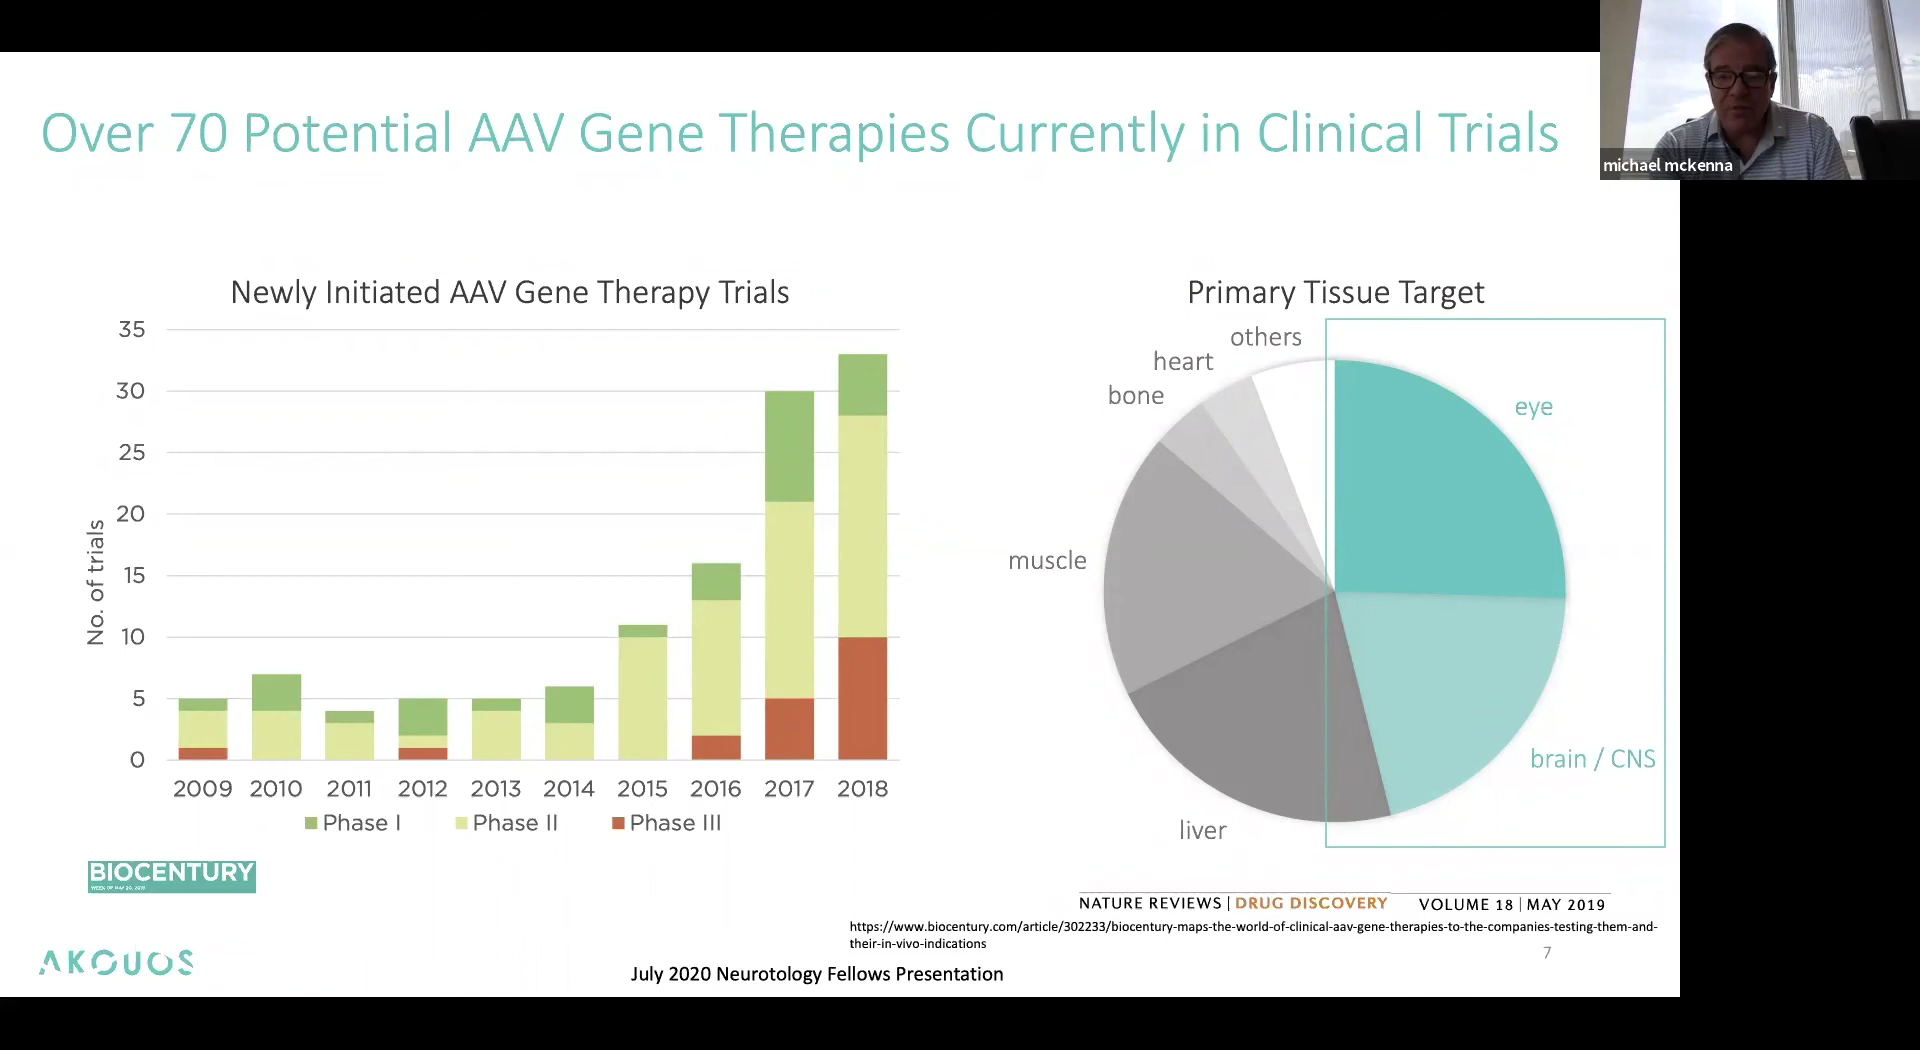 Over 70 Potential AAV Gene Therapies Currently in Clinical Trials
michael mckenna
Newly Initiated AAV Gene Therapy Trials
35
30
25
20
15
10
5
0
No. of trials
2009 2010 2011 2012 2013 2014 2015 2016 2017 2018
Phase I Phase II Phase III
Primary Tissue Target
others
heart
bone
eye
muscle
brain / CNS
liver
BIOCENTURY
WEEK OF MAY 20, 2019
NATURE REVIEWS | DRUG DISCOVERY VOLUME 18 | MAY 2019
https://www.biocentury.com/article/302233/biocentury-maps-the-world-of-clinical-aav-gene-therapies-to-the-companies-testing-them-and-
their-in-vivo-indications
7
AKOUOS
July 2020 Neurotology Fellows Presentation